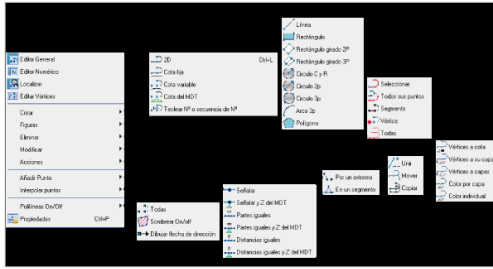 Editor General
Editor Numérico
Localizar
Editar Vértices
Crear
Figuras
Eliminar
Modificar
Acciones
Añadir Punto
Interpolar puntos
Polilíneas On/Off
Propiedades Ctrl+P
2D Ctrl+L
Cota fija
Cota variable
Cota del MDT
Teclear Nº o secuencia de Nº
Línea
Rectángulo
Rectángulo girado 2P
Rectángulo girado 3P
Círculo C y R
Círculo 2p
Círculo 3p
Arco 3p
Polígono
Seleccionar
Todos sus puntos
Segmento
Vértice
Todas
Todas
Sombrear On/off
Dibujar flecha de dirección
Señalar
Señalar y Z del MDT
Partes iguales
Partes iguales y Z del MDT
Distancias iguales
Distancias iguales y Z del MDT
Por un extremo
En un segmento
Unir
Mover
Copiar
Vértices a cota
Vértices a su capa
Vértices a capas
Color por capa
Color individual